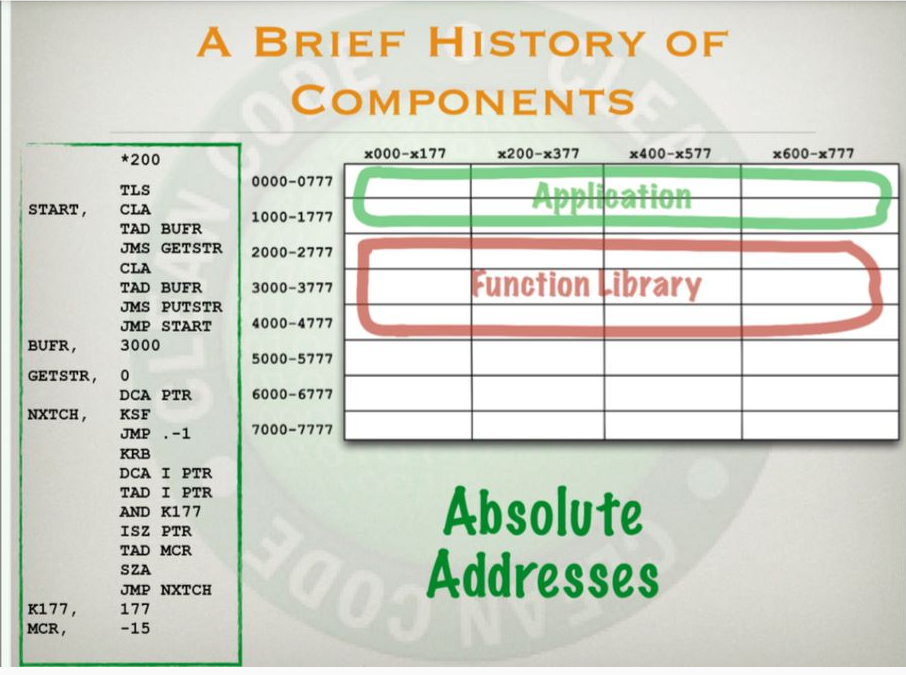 A BRIEF HISTORY OF
COMPONENTS
*200
TLS
START, CLA
TAD BUFR
JMS GETSTR
CLA
TAD BUFR
JMS PUTSTR
JMP START
BUFR, 3000
GETSTR, 0
DCA PTR
NXTCH, KSF
JMP .-1
KRB
DCA I PTR
TAD I PTR
AND K177
ISZ PTR
TAD MCR
SZA
JMP NXTCH
K177, 177
MCR, -15
x000-x177 x200-x377 x400-x577 x600-x777
0000-0777
1000-1777
2000-2777
3000-3777
4000-4777
5000-5777
6000-6777
7000-7777
Application
Function Library
Absolute
Addresses
CLEAN CODE
CLEAN CODE
CLEAN CODE